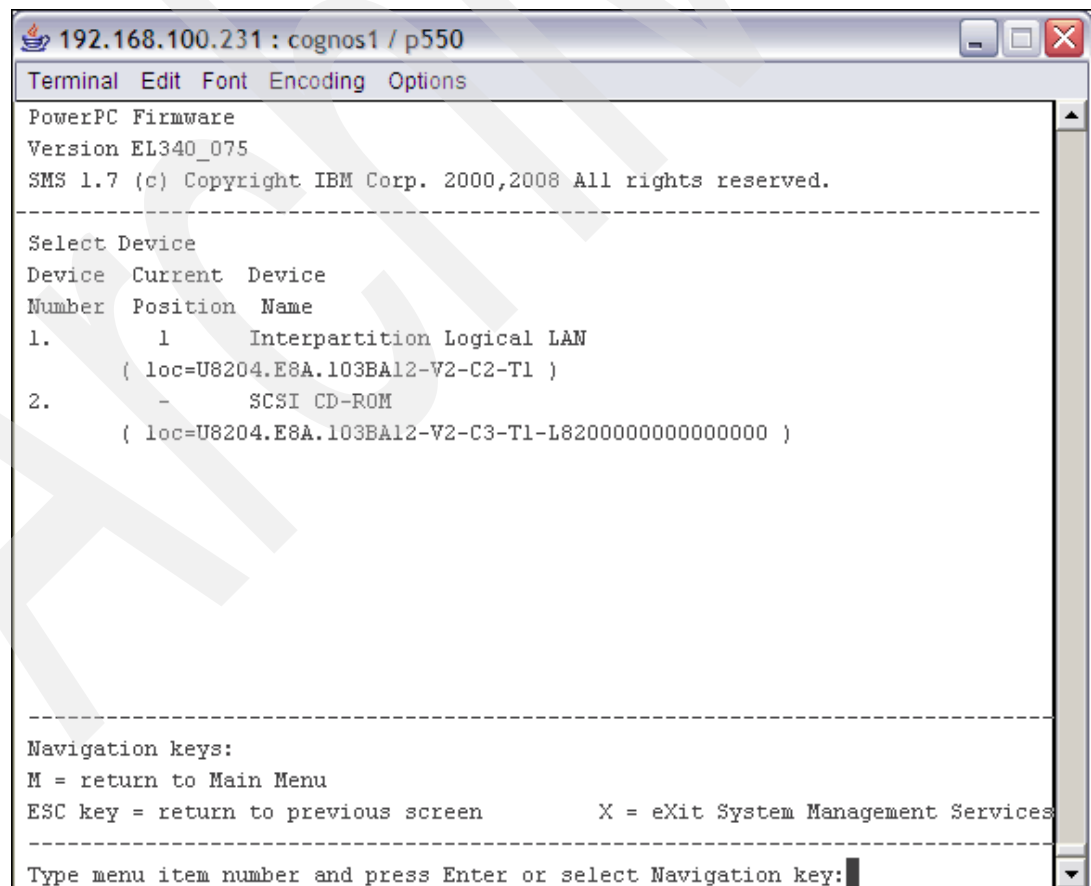 192.168.100.231 : cognos1 / p550
Terminal Edit Font Encoding Options
PowerPC Firmware
Version EL340_075
SMS 1.7 (c) Copyright IBM Corp. 2000,2008 All rights reserved.
-------------------------------------------------------------------------------
Select Device
Device Current Device
Number Position Name
1. 1 Interpartition Logical LAN
( loc=U8204.E8A.103BA12-V2-C2-T1 )
2. - SCSI CD-ROM
( loc=U8204.E8A.103BA12-V2-C3-T1-L8200000000000000 )
-------------------------------------------------------------------------------
Navigation keys:
M = return to Main Menu
ESC key = return to previous screen X = eXit System Management Services
-------------------------------------------------------------------------------
Type menu item number and press Enter or select Navigation key: